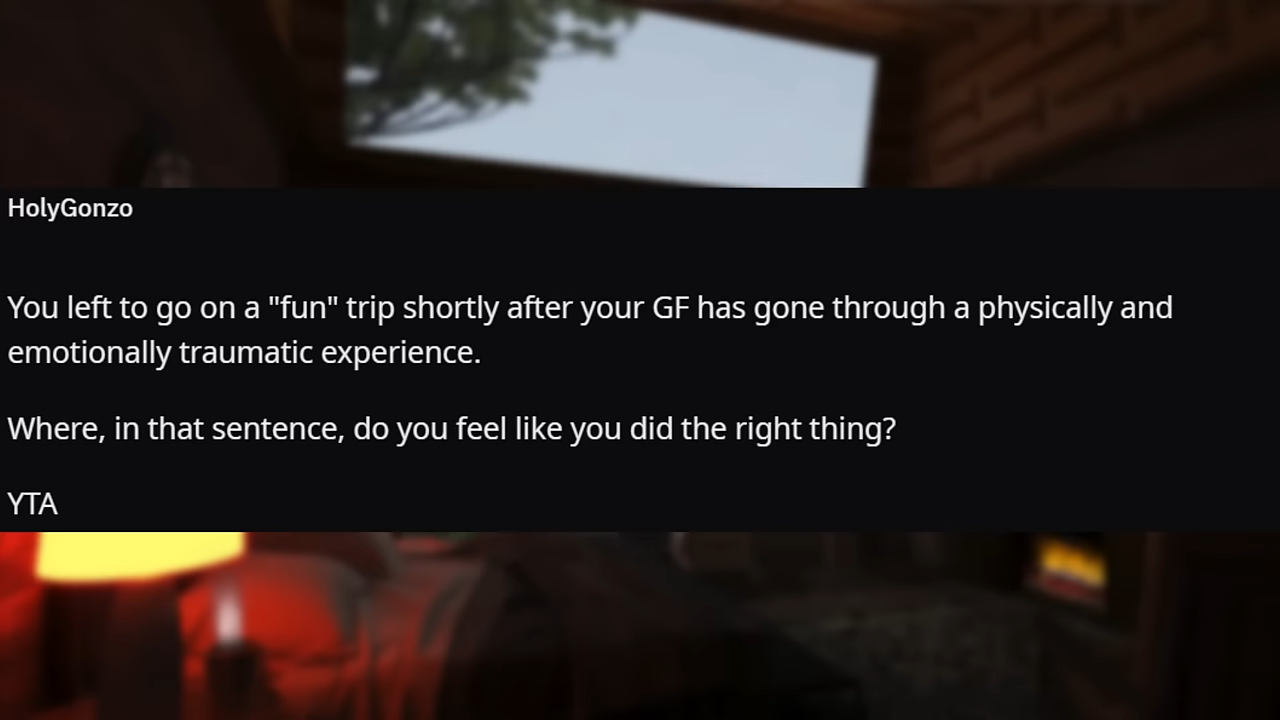 HolyGonzo
You left to go on a "fun" trip shortly after your GF has gone through a physically and
emotionally traumatic experience.
Where, in that sentence, do you feel like you did the right thing?
YTA